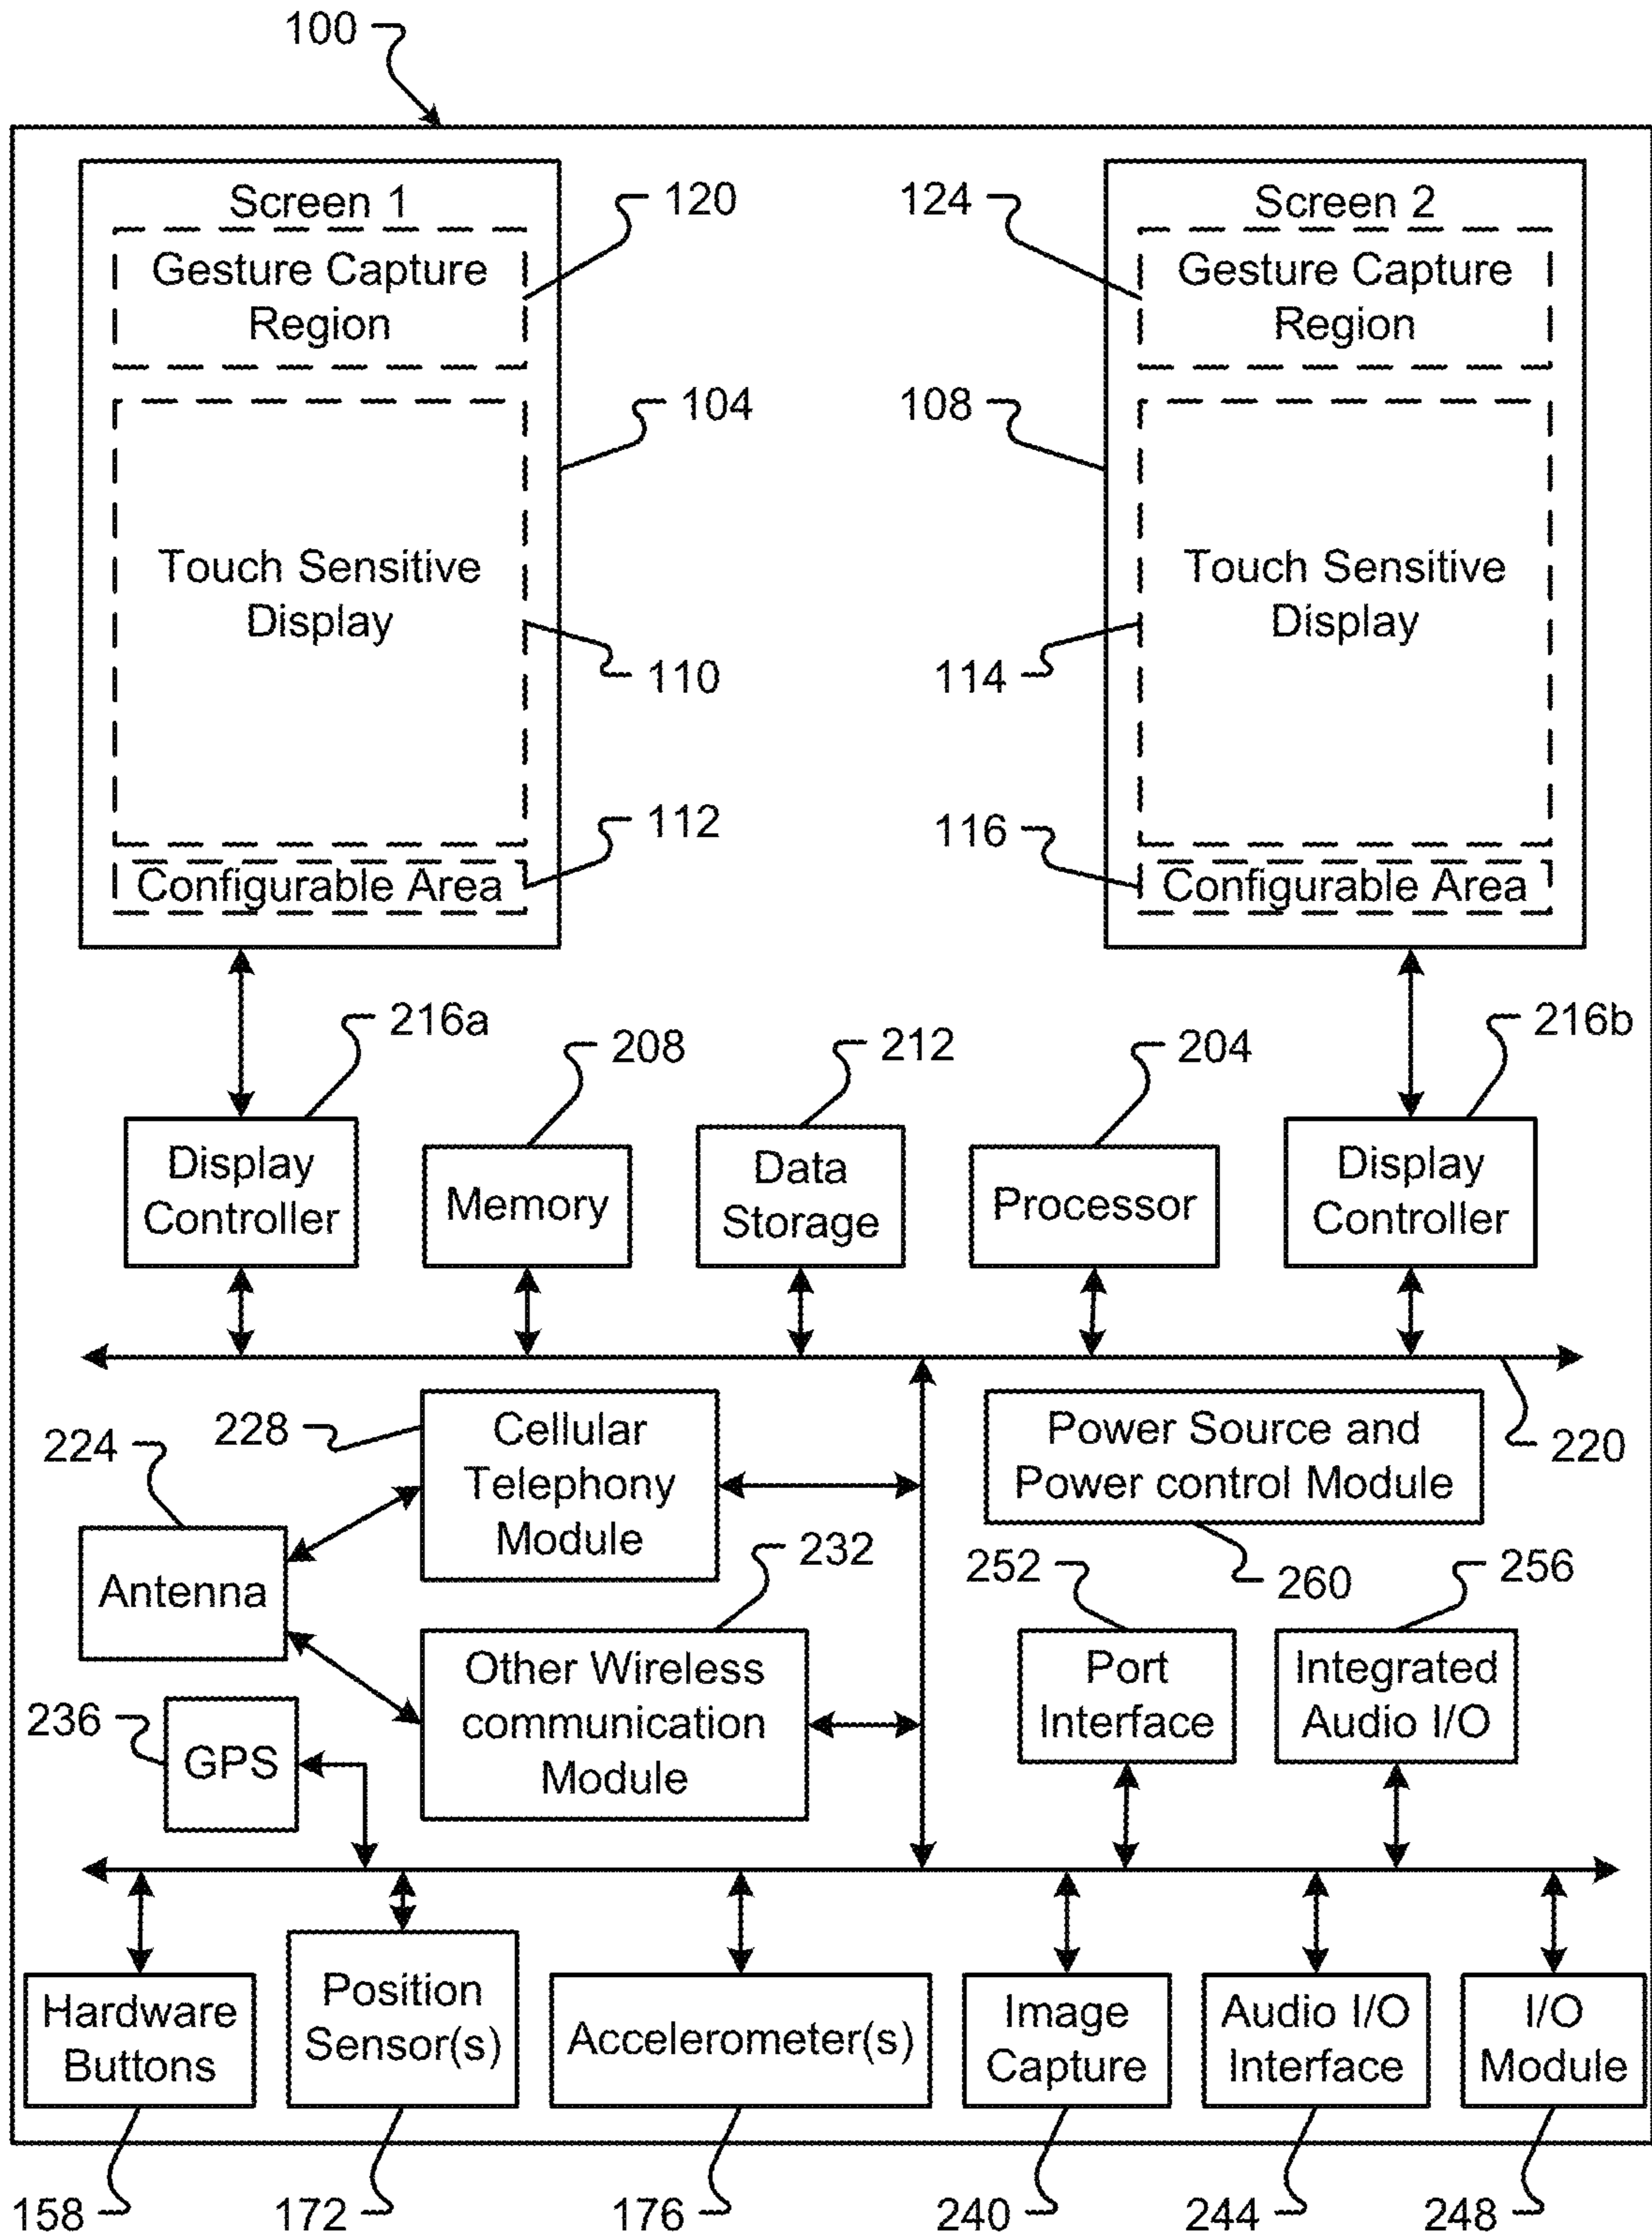 100
Screen 1
120
124
Screen 2
Gesture Capture
Region
Gesture Capture
Region
104
108
Touch Sensitive
Display
Touch Sensitive
Display
110
114
112
116
Configurable Area
Configurable Area
216a
208
212
204
216b
Display
Controller
Memory
Data
Storage
Processor
Display
Controller
220
224
228
Cellular
Telephony
Module
Power Source and
Power control Module
Antenna
232
252
260
256
Other Wireless
communication
Module
Port
Interface
Integrated
Audio I/O
236
GPS
Hardware
Buttons
Position
Sensor(s)
Accelerometer(s)
Image
Capture
Audio I/O
Interface
I/O
Module
158
172
176
240
244
248